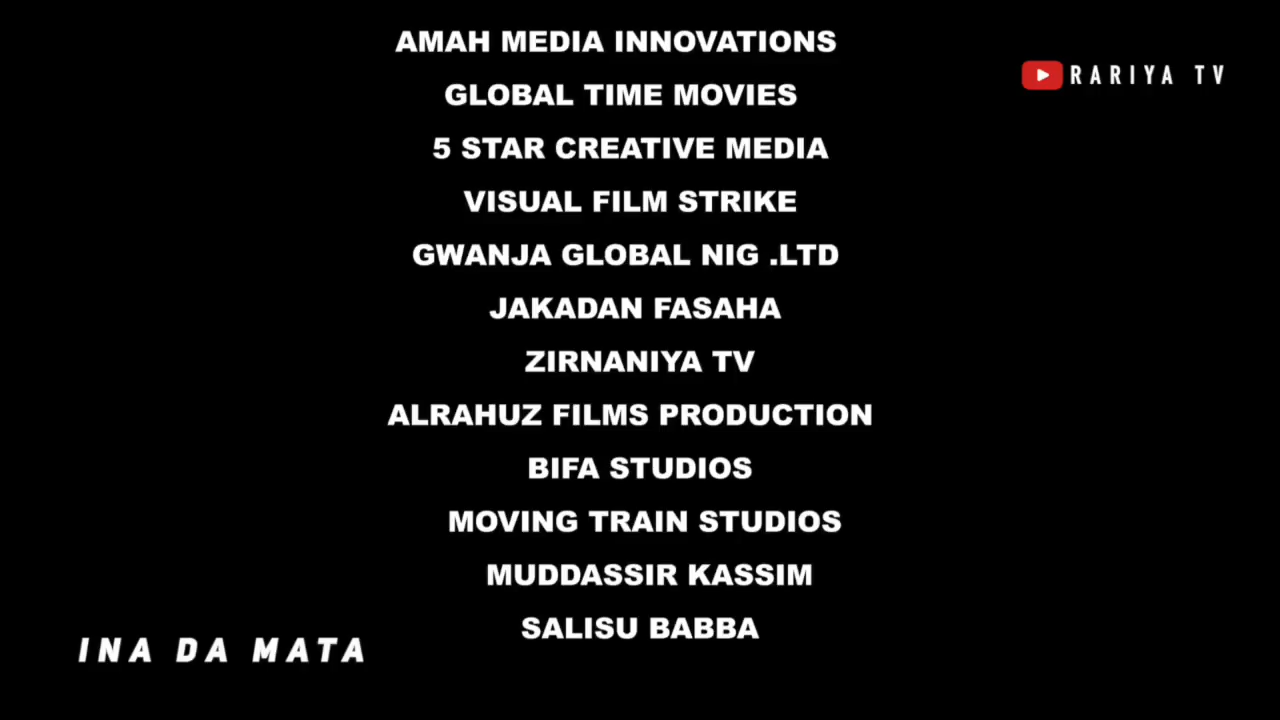 AMAH MEDIA INNOVATIONS
RARIYA TV
GLOBAL TIME MOVIES
5 STAR CREATIVE MEDIA
VISUAL FILM STRIKE
GWANJA GLOBAL NIG .LTD
JAKADAN FASAHA
ZIRNANIYA TV
ALRAHUZ FILMS PRODUCTION
BIFA STUDIOS
MOVING TRAIN STUDIOS
MUDDASSIR KASSIM
SALISU BABBA
INA DA MATA